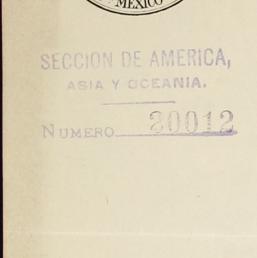 MEXICO
SECCION DE AMERICA,
ASIA Y OCEANIA.
NUMERO 30012